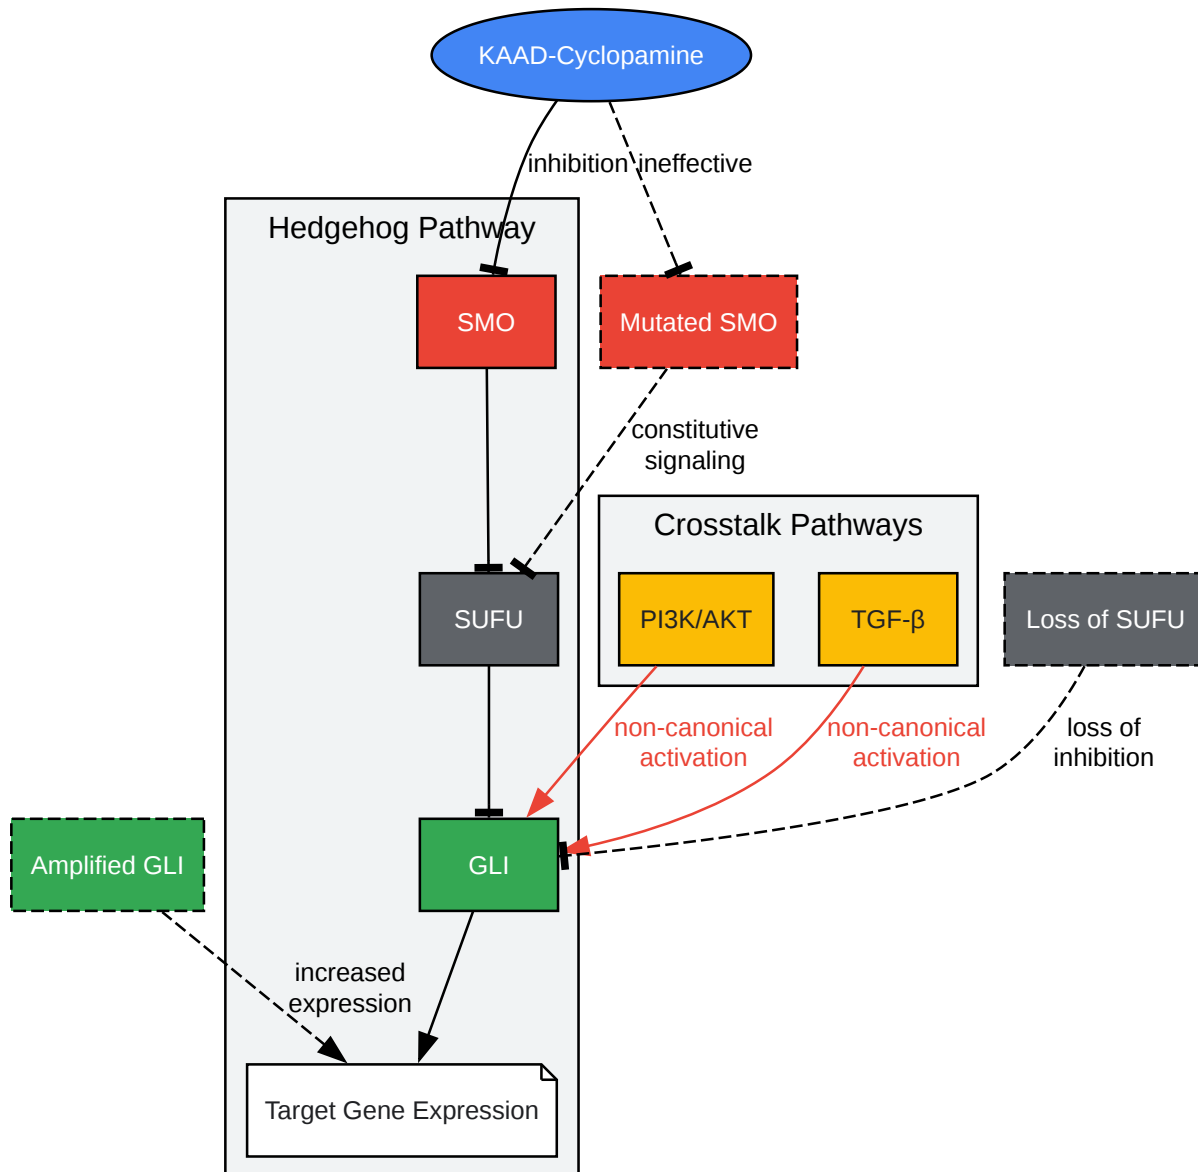 KAAD-Cyclopamine
inhibition
ineffective
Hedgehog Pathway
SMO
Mutated SMO
constitutive
signaling
Crosstalk Pathways
SUFU
PI3K/AKT
TGF-β
Loss of SUFU
non-canonical
activation
non-canonical
activation
loss of
inhibition
Amplified GLI
GLI
increased
expression
Target Gene Expression